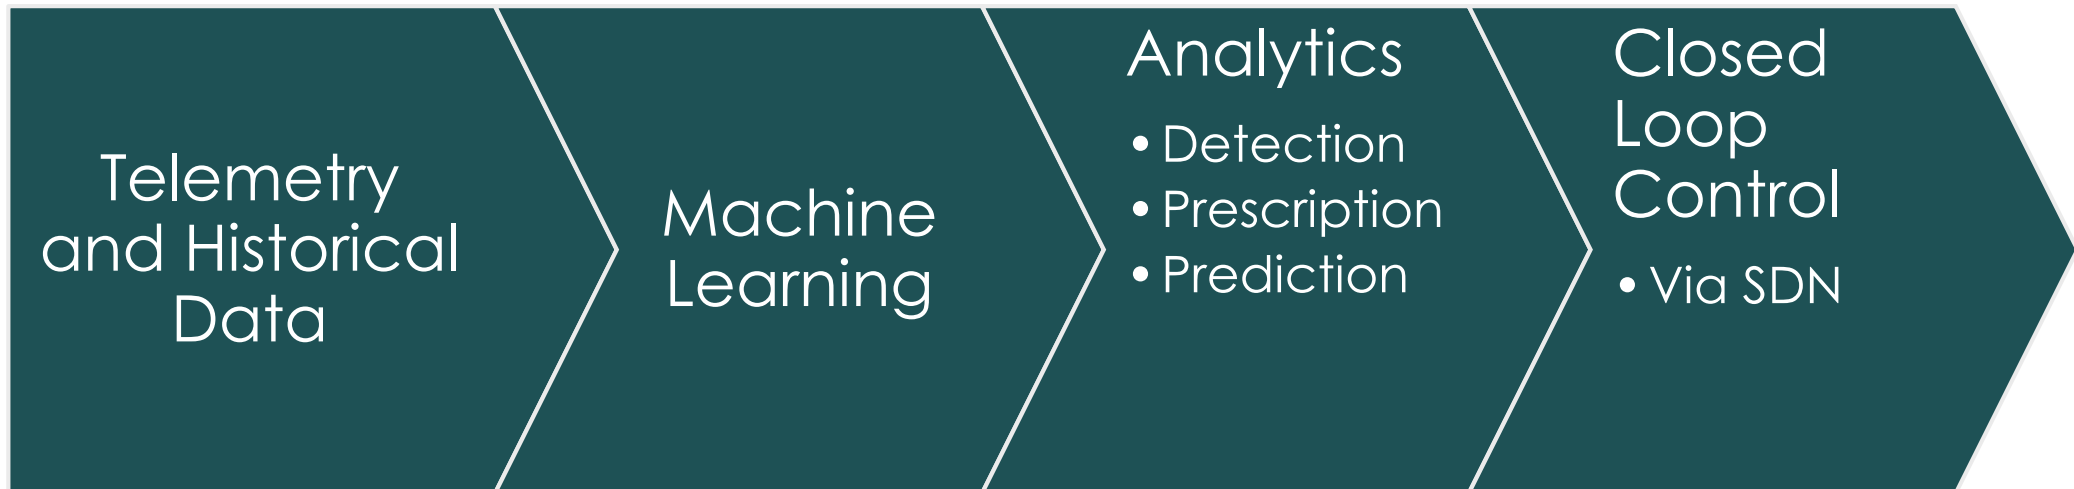 Telemetry
and Historical
Data
Machine
Learning
Analytics
• Detection
• Prescription
• Prediction
Closed
Loop
Control
• Via SDN